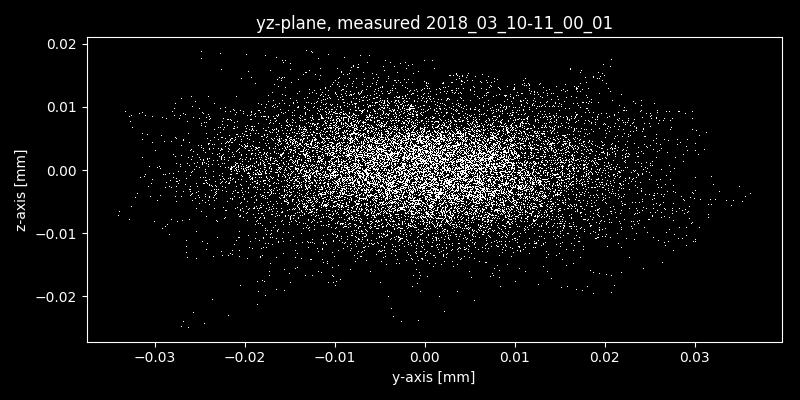 yz-plane, measured 2018_03_10-11_00_01
0.02
0.01
0.00
−0.01
−0.02
z-axis [mm]
−0.03 −0.02 −0.01 0.00 0.01 0.02 0.03
y-axis [mm]